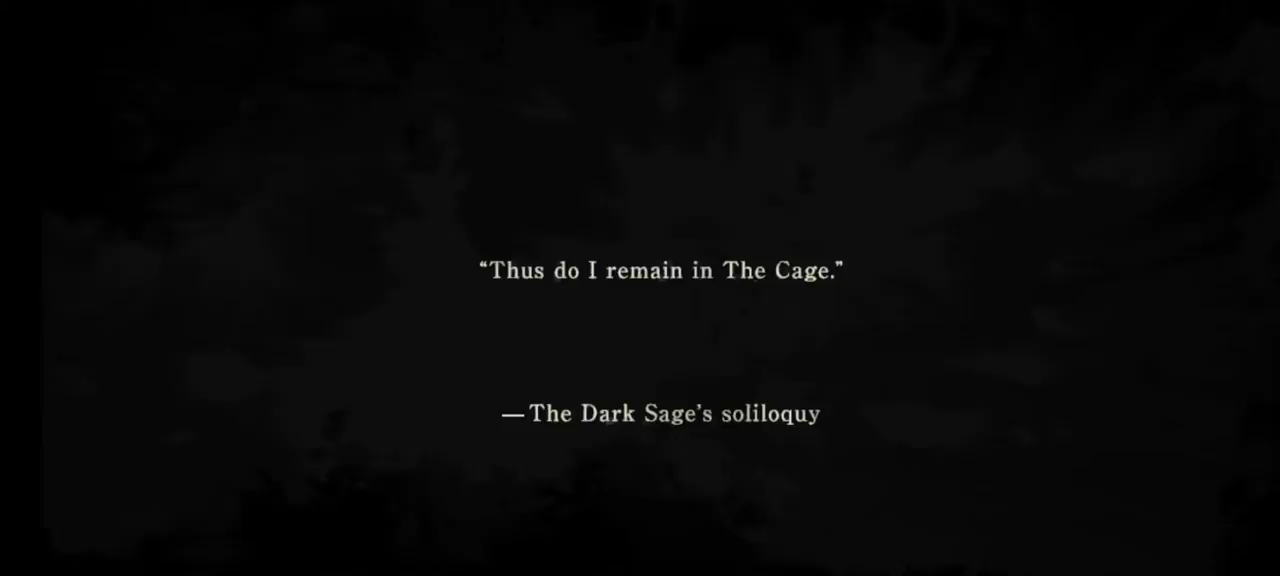 “Thus do I remain in The Cage.”
—The Dark Sage’s soliloquy